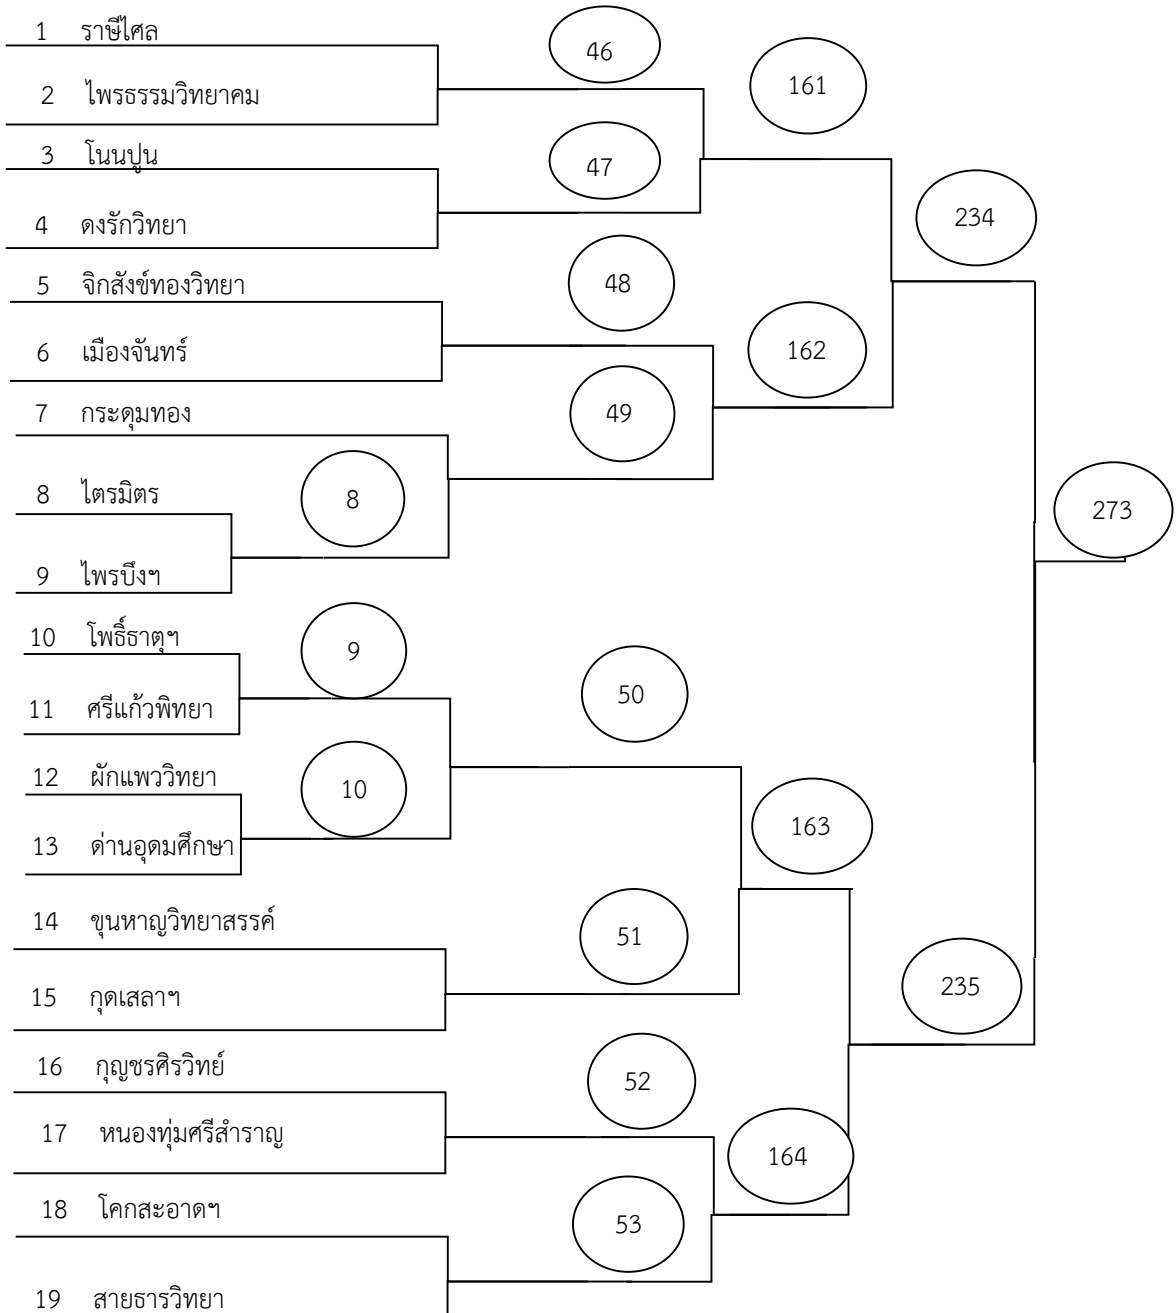 1 ราษีไศล
46
2 ไพรธรรมวิทยาคม
161
3 โนนปูน
47
4 ดงรักวิทยา
234
5 จิกสังข์ทองวิทยา
48
6 เมืองจันทร์
162
7 กระดุมทอง
49
8 ไตรมิตร
8
273
9 ไพรบึงฯ
10 โพธิ์ธาตุฯ
9
11 ศรีแก้วพิทยา
50
12 ผักแพววิทยา
10
13 ด่านอุดมศึกษา
163
14 ขุนหาญวิทยาสรรค์
51
15 กุดเสลาฯ
235
16 กุญชรศิรวิทย์
52
17 หนองทุ่มศรีสำราญ
164
18 โคกสะอาดฯ
53
19 สายธารวิทยา